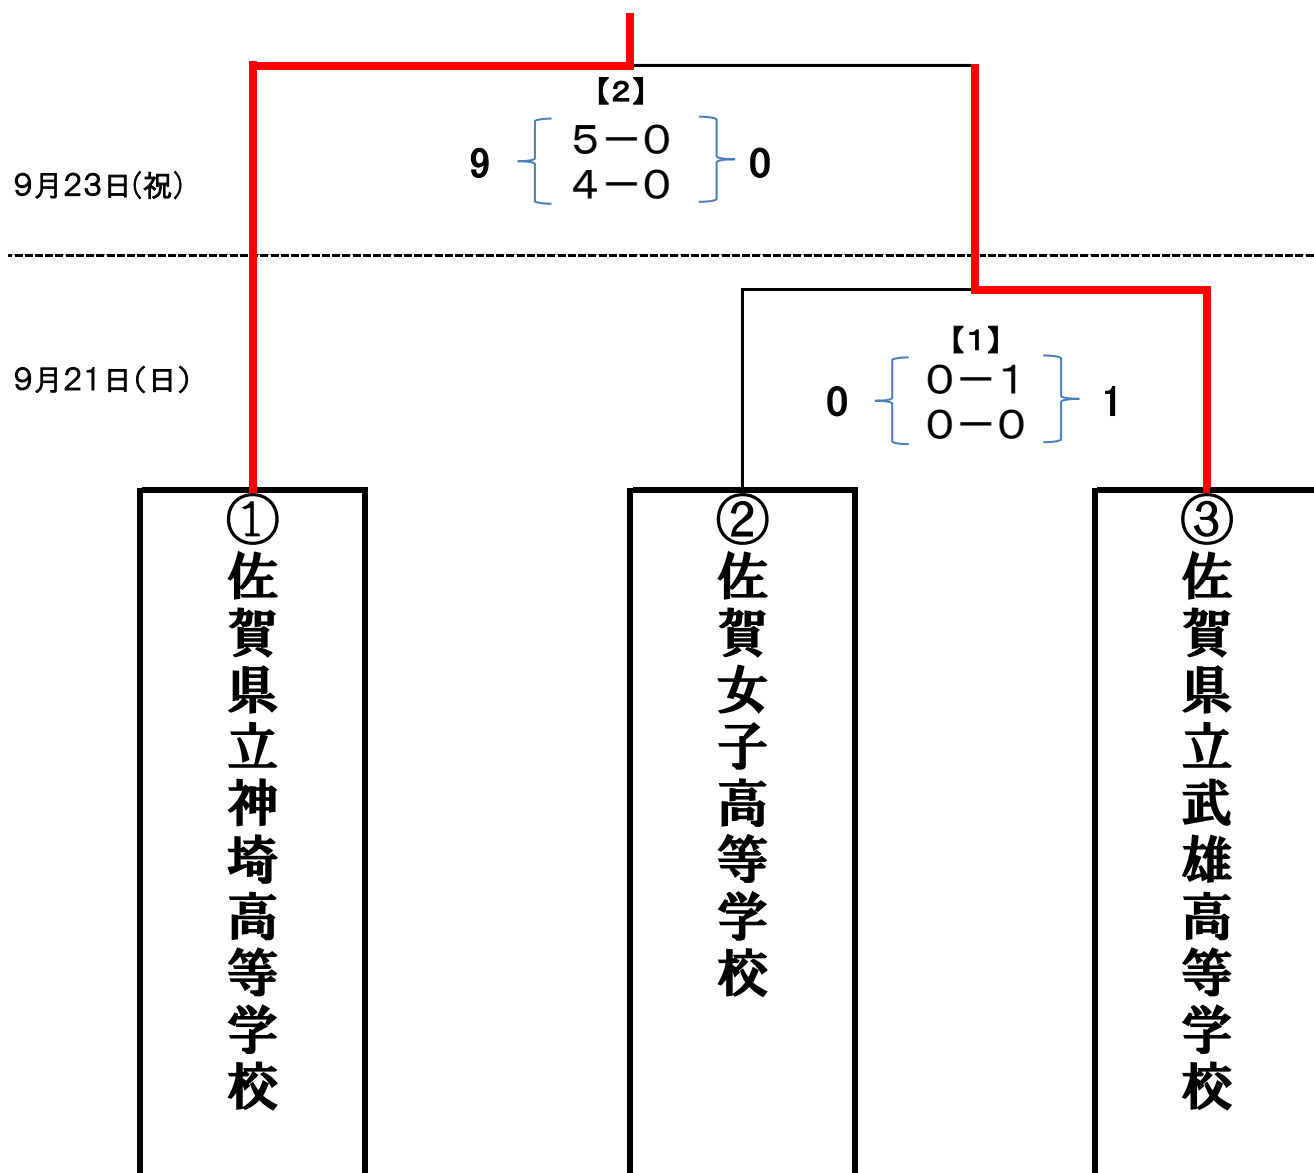 【2】
5-0
9 0
4-0
9月23日(祝)
【1】
0-1
9月21日(日)
0 1
0-0
①佐賀県立神埼高等学校
②佐賀女子高等学校
③佐賀県立武雄高等学校